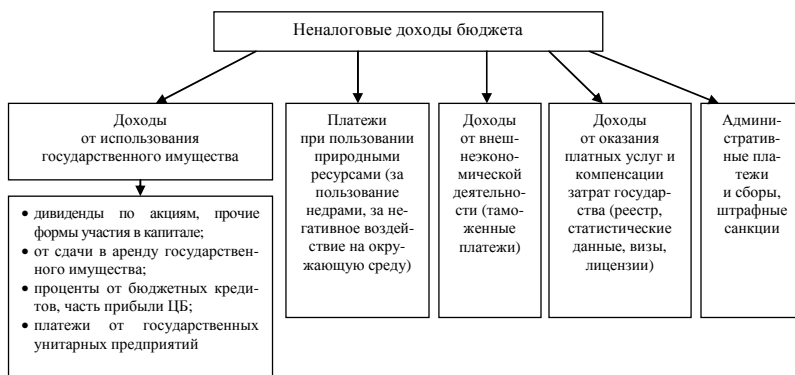 Неналоговые доходы бюджета
Доходы
от использования
государственного имущества
• дивиденды по акциям, прочие
формы участия в капитале;
• от сдачи в аренду государствен-
ного имущества;
• проценты от бюджетных креди-
тов, часть прибыли ЦБ;
• платежи от государственных
унитарных предприятий
Платежи
при пользовании
природными
ресурсами (за
пользование
недрами, за не-
гативное воздей-
ствие на окру-
жающую среду)
Доходы
от внеш-
неэконо-
мической
деятельно-
сти (тамо-
женные
платежи)
Доходы
от оказания
платных услуг и
компенсации
затрат государ-
ства (реестр,
статистические
данные, визы,
лицензии)
Админи-
стратив-
ные пла-
тежи
и сборы,
штрафные
санкции